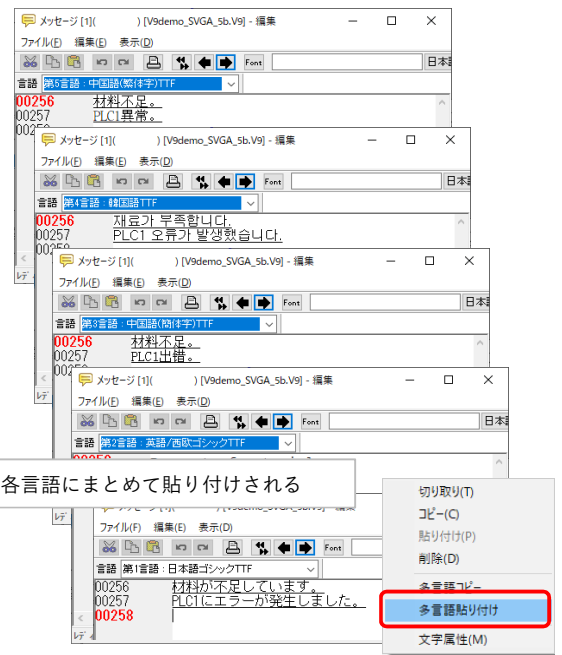 メッセージ [1]( ) [V9demo_SVGA_5b.V9] - 編集
ファイル(F) 編集(E) 表示(D)
Font
日本
言語 第5言語 : 中国語(繁体字)TTF
00256 材料不足。
00257 PLC1異常。
メッセージ [1]( ) [V9demo_SVGA_5b.V9] - 編集
ファイル(F) 編集(E) 表示(D)
Font
日本
言語 第4言語 : 韓国語TTF
00256 재료가 부족합니다.
00257 PLC1 오류가 발생했습니다.
メッセージ [1]( ) [V9demo_SVGA_5b.V9] - 編集
ファイル(F) 編集(E) 表示(D)
Font
日本
言語 第3言語 : 中国語(簡体字)TTF
00256 材料不足。
00257 PLC1出错。
メッセージ [1]( ) [V9demo_SVGA_5b.V9] - 編集
ファイル(F) 編集(E) 表示(D)
Font
日本
言語 第2言語 : 英語/西欧ゴシックTTF
各言語にまとめて貼り付けされる
ファイル(F) 編集(E) 表示(D)
Font
言語 第1言語 : 日本語ゴシックTTF
00256 材料が不足しています。
00257 PLC1にエラーが発生しました。
00258
切り取り(T)
コピー(C)
貼り付け(P)
削除(D)
多言語コピー
多言語貼り付け
文字属性(M)